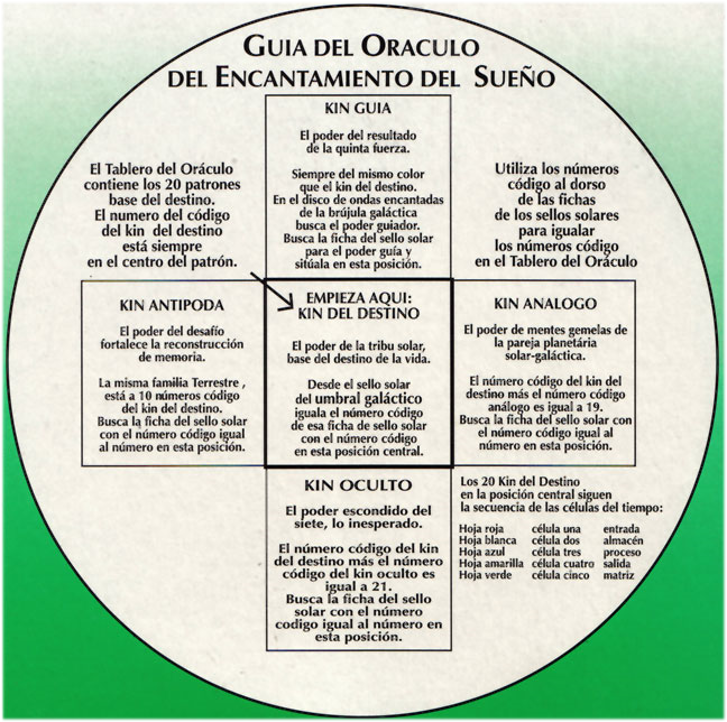 GUIA DEL ORACULO
DEL ENCANTAMIENTO DEL SUEÑO
KIN GUIA
El poder del resultado
de la quinta fuerza.
Siempre del mismo color
que el kin del destino.
En el disco de ondas encantadas
de la brújula galáctica
busca el poder guiador.
Busca la ficha del sello solar
para el poder guía y
sitúala en esta posición.
El Tablero del Oráculo
contiene los 20 patrones
base del destino.
El numero del código
del kin del destino
está siempre
en el centro del patrón.
Utiliza los números
código al dorso
de las fichas
de los sellos solares
para igualar
los números código
en el Tablero del Oráculo
KIN ANTIPODA
El poder del desafío
fortalece la reconstrucción
de memoria.
La misma familia Terrestre ,
está a 10 números código
del kin del destino.
Busca la ficha del sello solar
con el número código igual
al número en esta posición.
EMPIEZA AQUI:
KIN DEL DESTINO
El poder de la tribu solar,
base del destino de la vida.
Desde el sello solar
del umbral galáctico
iguala el número código
de esa ficha de sello solar
con el número código
en esta posición central.
KIN ANALOGO
El poder de mentes gemelas de
la pareja planetária
solar-galáctica.
El número código del kin del
destino más el número código
análogo es igual a 19.
Busca la ficha del sello solar con
el número código igual al
número en esta posición.
KIN OCULTO
El poder escondido del
siete, lo inesperado.
El número código del kin
del destino más el número
código del kin oculto es
igual a 21.
Busca la ficha del sello
solar con el número
codigo igual al número en
esta posición.
Los 20 Kin del Destino
en la posición central siguen
la secuencia de las células del tiempo:
Hoja roja célula una entrada
Hoja blanca célula dos almacén
Hoja azul célula tres proceso
Hoja amarilla célula cuatro salida
Hoja verde célula cinco matriz